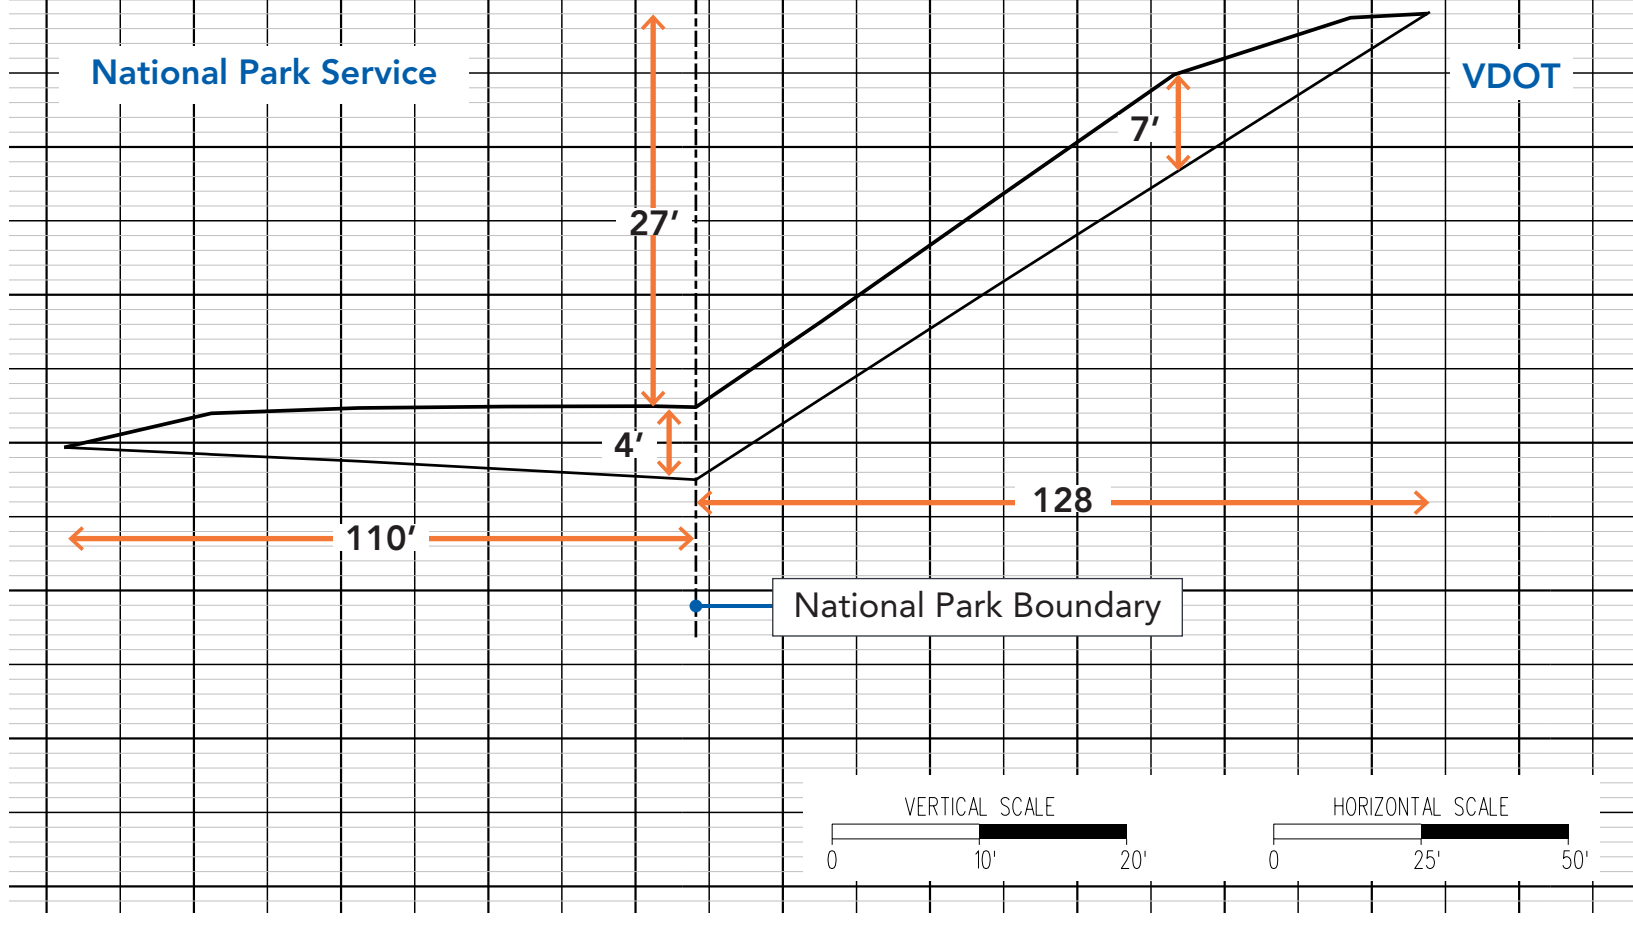 National Park Service
VDOT
7′
27′
4′
128
110′
National Park Boundary
VERTICAL SCALE
0 10' 20'
HORIZONTAL SCALE
0 25' 50'